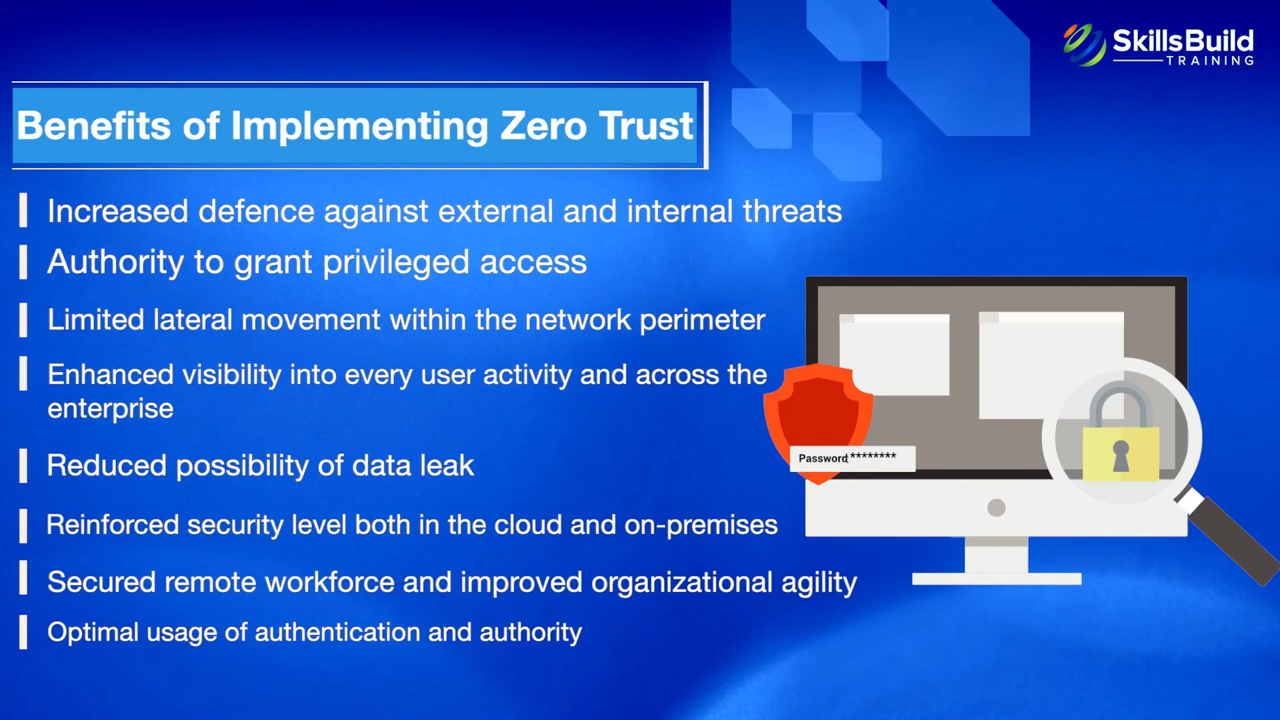 SkillsBuild
TRAINING
Benefits of Implementing Zero Trust
Increased defence against external and internal threats
Authority to grant privileged access
Limited lateral movement within the network perimeter
Enhanced visibility into every user activity and across the
enterprise
Reduced possibility of data leak
Reinforced security level both in the cloud and on-premises
Secured remote workforce and improved organizational agility
Optimal usage of authentication and authority
Password ********